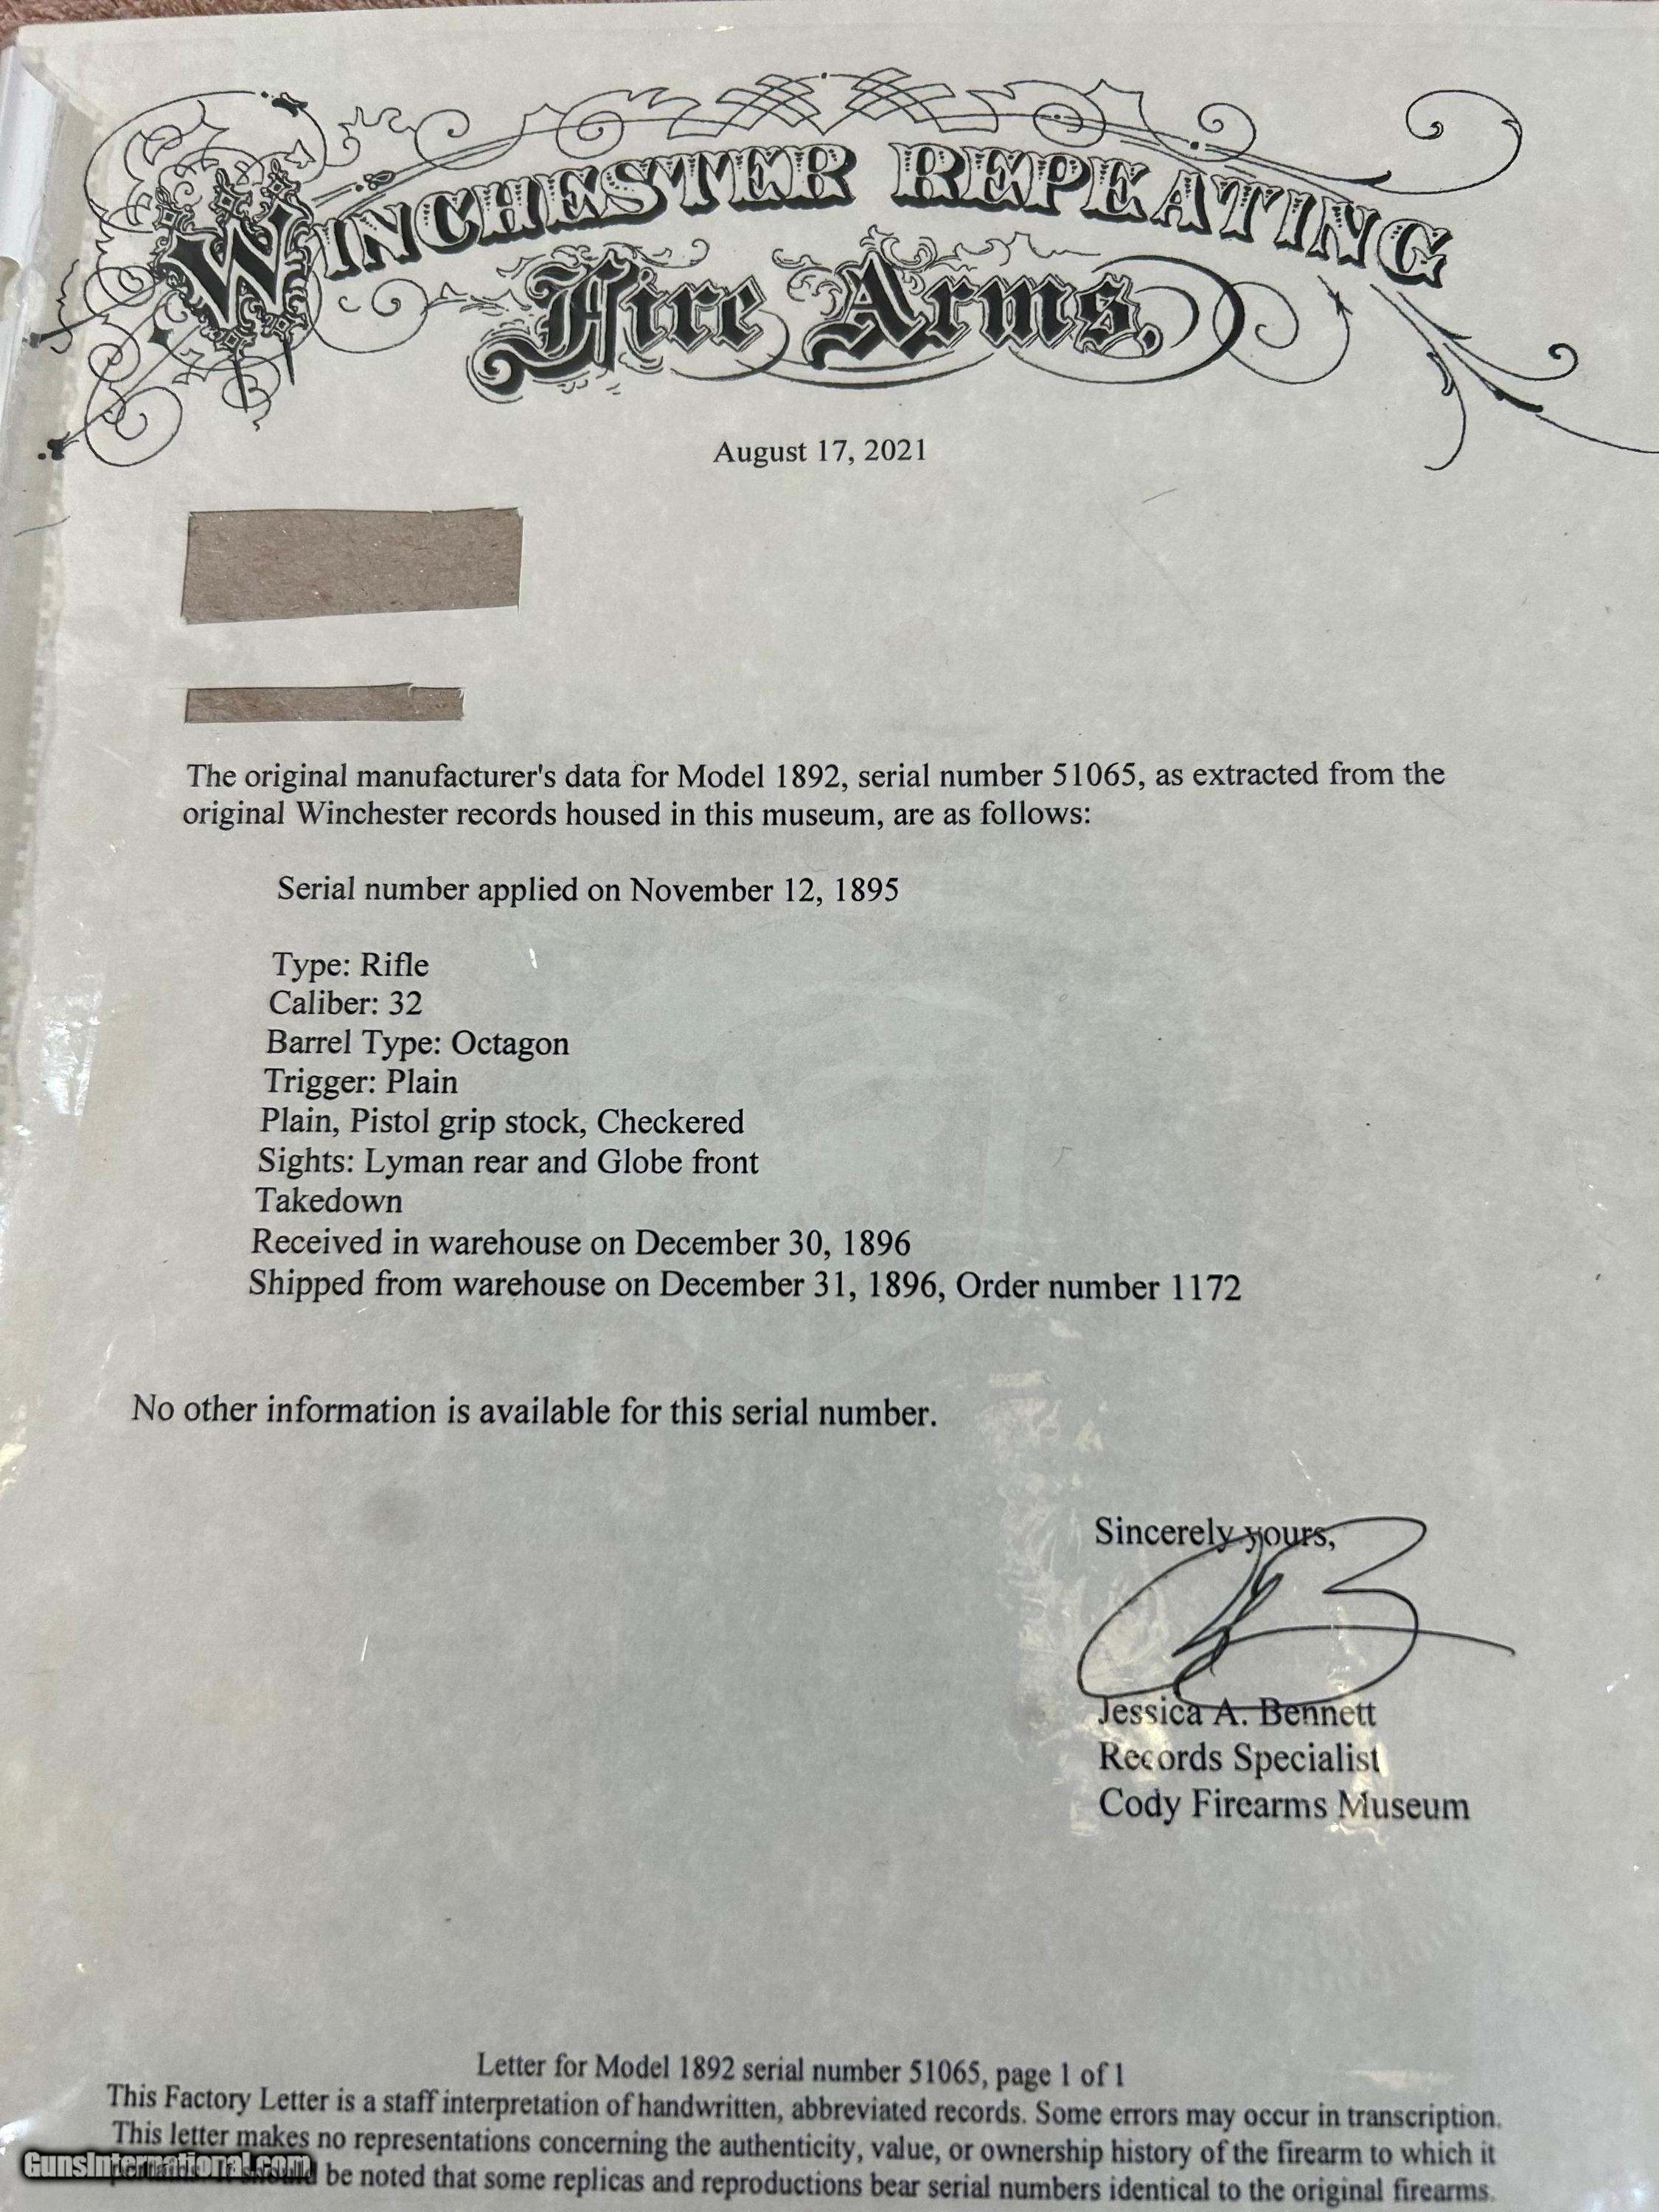 WINCHESTER REPEATING
Fire Arms.
August 17, 2021
The original manufacturer's data for Model 1892, serial number 51065, as extracted from the
original Winchester records housed in this museum, are as follows:
Serial number applied on November 12, 1895
Type: Rifle
Caliber: 32
Barrel Type: Octagon
Trigger: Plain
Plain, Pistol grip stock, Checkered
Sights: Lyman rear and Globe front
Takedown
Received in warehouse on December 30, 1896
Shipped from warehouse on December 31, 1896, Order number 1172
No other information is available for this serial number.
Sincerely yours,
Jessica A. Bennett
Records Specialist
Cody Firearms Museum
Letter for Model 1892 serial number 51065, page 1 of 1
This Factory Letter is a staff interpretation of handwritten, abbreviated records. Some errors may occur in transcription.
This letter makes no representations concerning the authenticity, value, or ownership history of the firearm to which it
be noted that some replicas and reproductions bear serial numbers identical to the original firearms.
GunsInternational.com